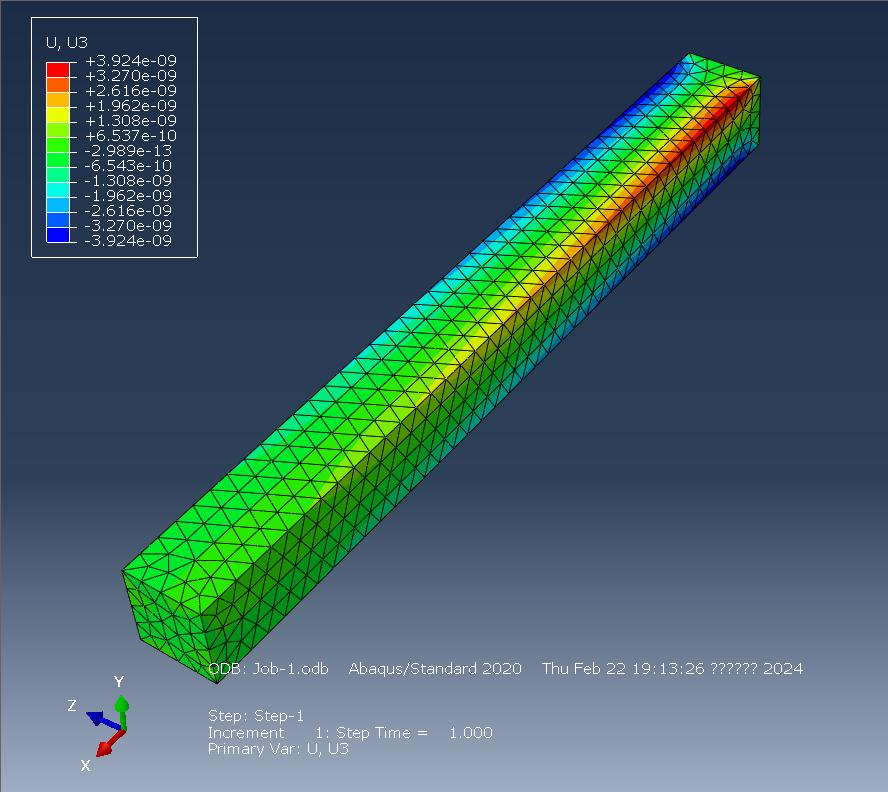 U, U3
+3.924e-09
+3.270e-09
+2.616e-09
+1.962e-09
+1.308e-09
+6.537e-10
-2.989e-13
-6.543e-10
-1.308e-09
-1.962e-09
-2.616e-09
-3.270e-09
-3.924e-09
ODB: Job-1.odb Abaqus/Standard 2020 Thu Feb 22 19:13:26 ?????? 2024
Y
Z
X
Step: Step-1
Increment 1: Step Time = 1.000
Primary Var: U, U3